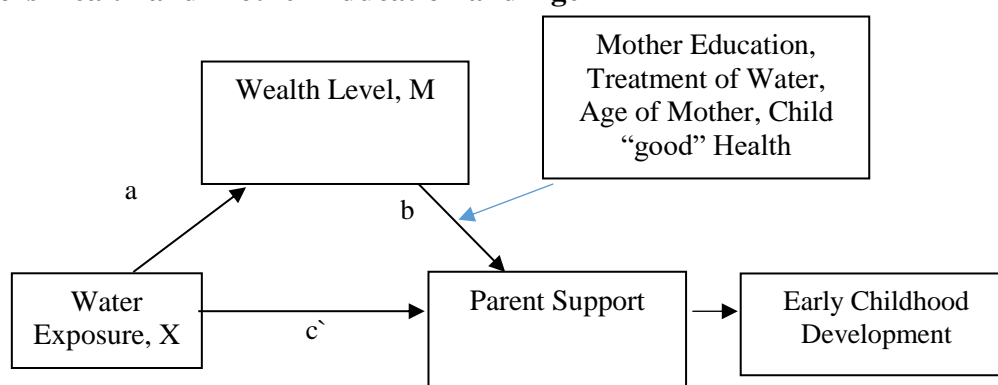 Mother Education,
Treatment of Water,
Age of Mother, Child
“good” Health
Wealth Level, M
a
b
Water
Exposure, X
c`
Parent Support
Early Childhood
Development